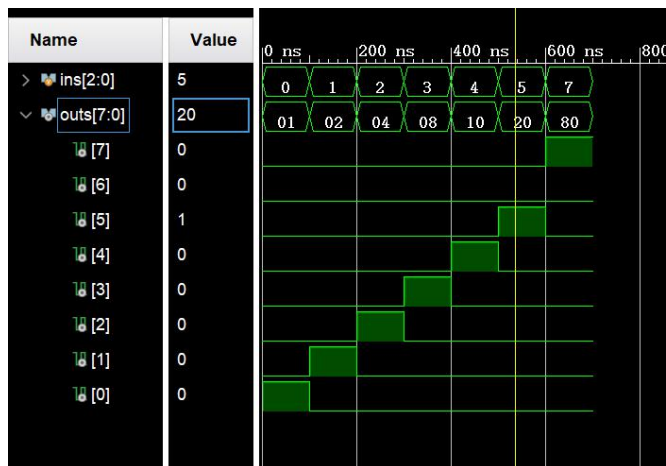 Name Value 0 ns 200 ns 400 ns 600 ns 800
ins[2:0] 5 0 1 2 3 4 5 7
outs[7:0] 20 01 02 04 08 10 20 80
[7] 0
[6] 0
[5] 1
[4] 0
[3] 0
[2] 0
[1] 0
[0] 0